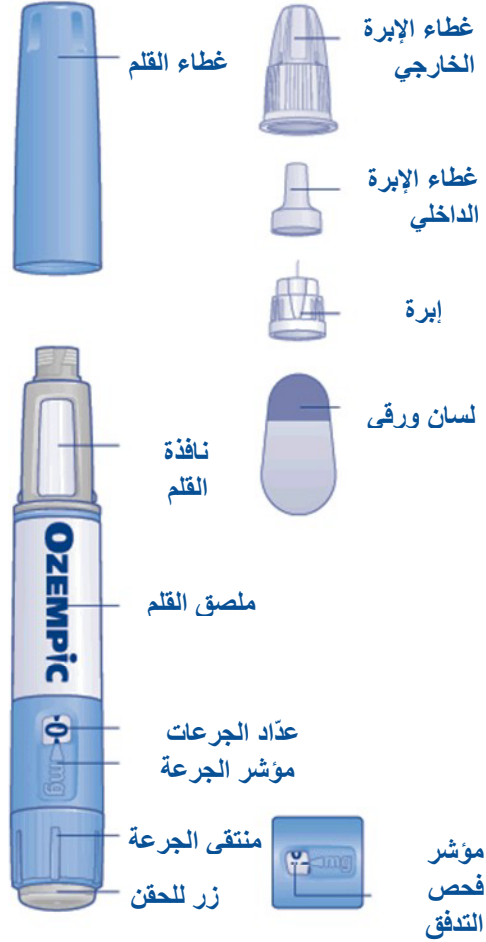 غطاء القلم
غطاء الإبرة
الخارجي
غطاء الإبرة
الداخلي
إبرة
لسان ورقي
نافذة
القلم
OZEMPIC
ملصق القلم
0
mg
عدّاد الجرعات
مؤشر الجرعة
منتقى الجرعة
زر للحقن
0
mg
مؤشر
فحص
التدفق